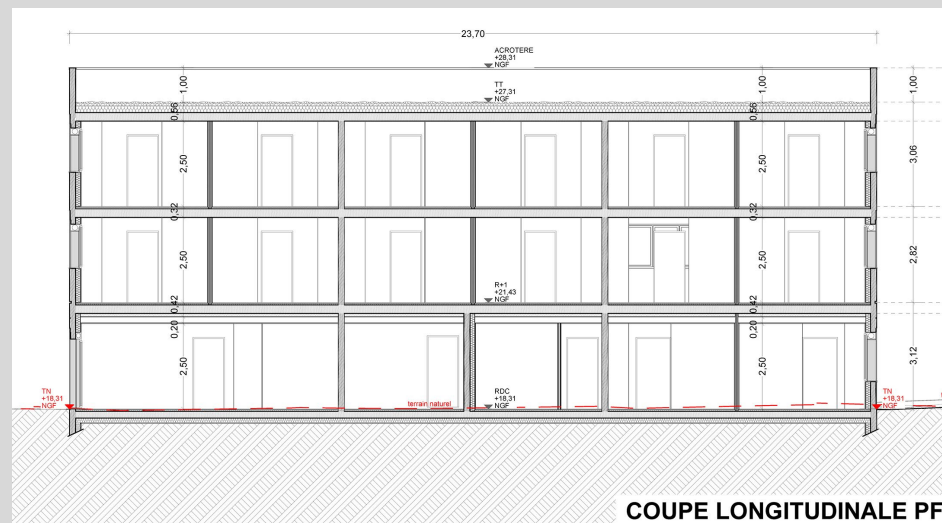 23,70
ACROTERE
+28,31
NGF
1,00
1,00
1,00
TT
+27,31
NGF
0,56
0,56
2,50
2,50
3,06
0,32
0,32
2,50
2,50
2,82
R+1
+21,43
NGF
0,42
0,42
0,20
0,20
2,50
2,50
3,12
TN
+18,31
NGF
terrain naturel
RDC
+18,31
NGF
TN
+18,31
NGF
COUPE LONGITUDINALE PF